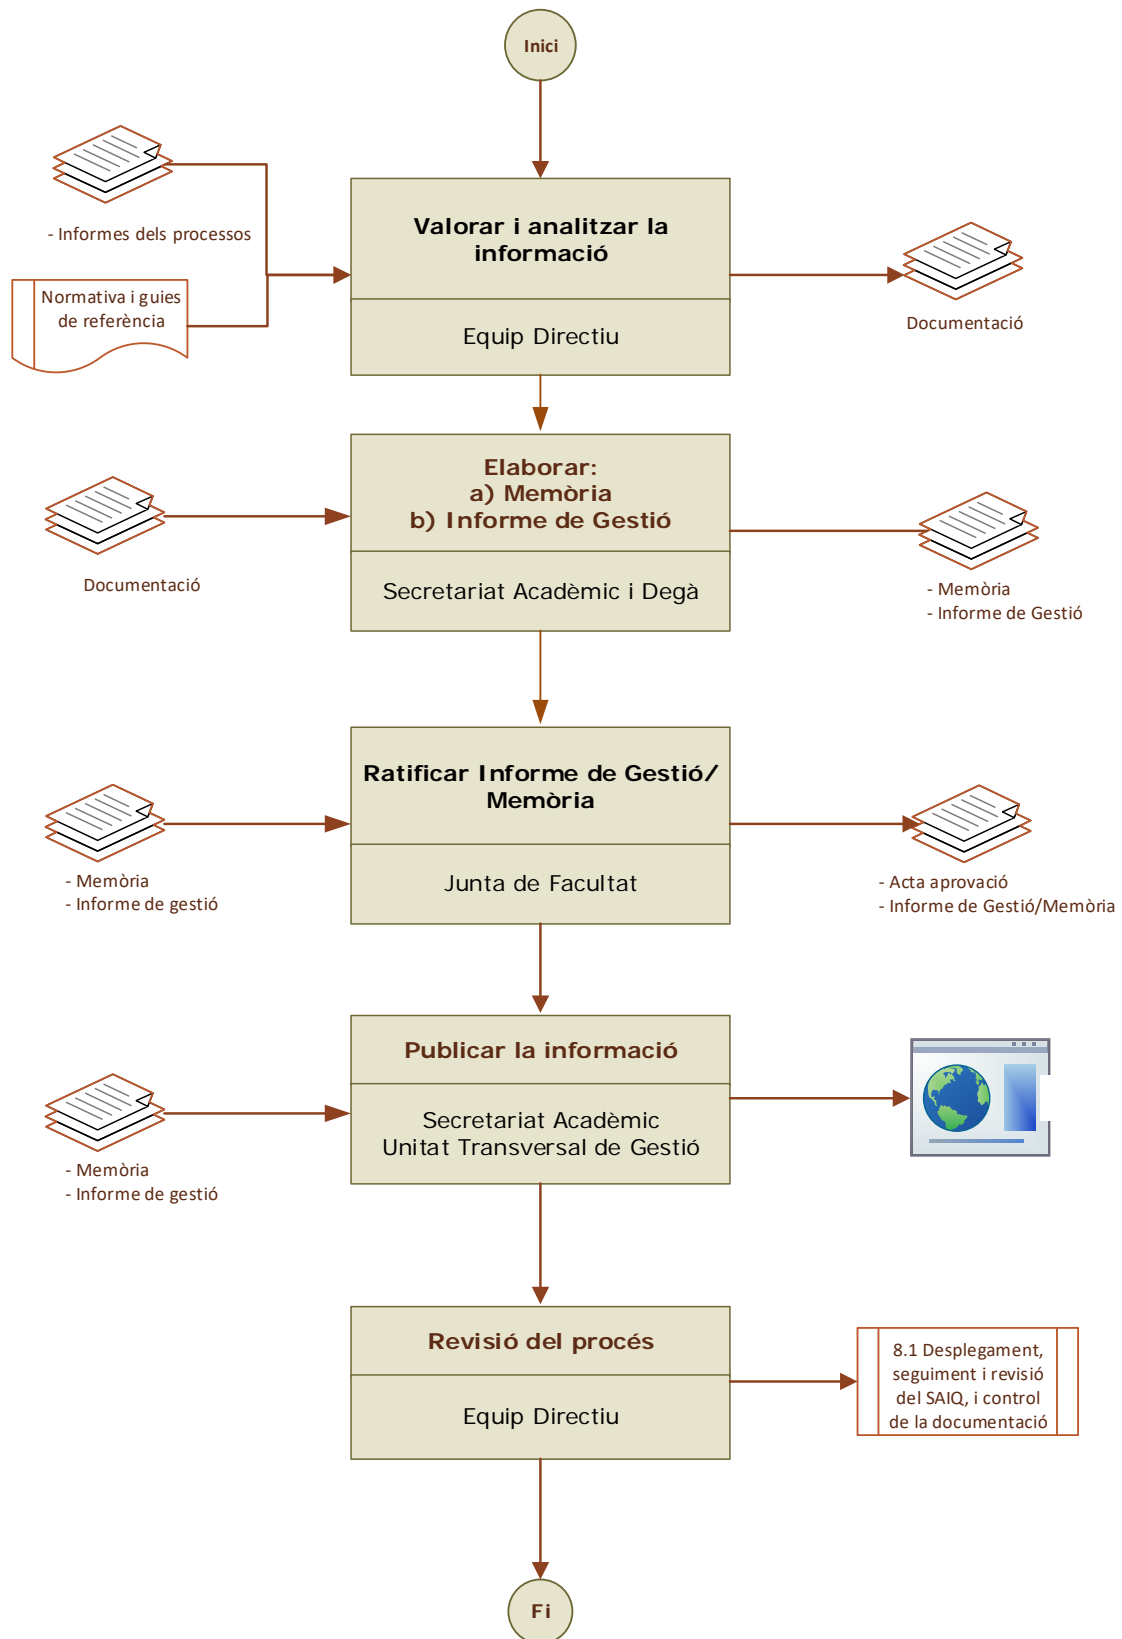 Inici
- Informes dels processos
Normativa i guies
de referència
Valorar i analitzar la
informació
Equip Directiu
Documentació
Documentació
Elaborar:
a) Memòria
b) Informe de Gestió
Secretariat Acadèmic i Degà
- Memòria
- Informe de Gestió
- Memòria
- Informe de gestió
Ratificar Informe de Gestió/
Memòria
Junta de Facultat
- Acta aprovació
- Informe de Gestió/Memòria
- Memòria
- Informe de gestió
Publicar la informació
Secretariat Acadèmic
Unitat Transversal de Gestió
Revisió del procés
Equip Directiu
8.1 Desplegament,
seguiment i revisió
del SAIQ, i control
de la documentació
Fi